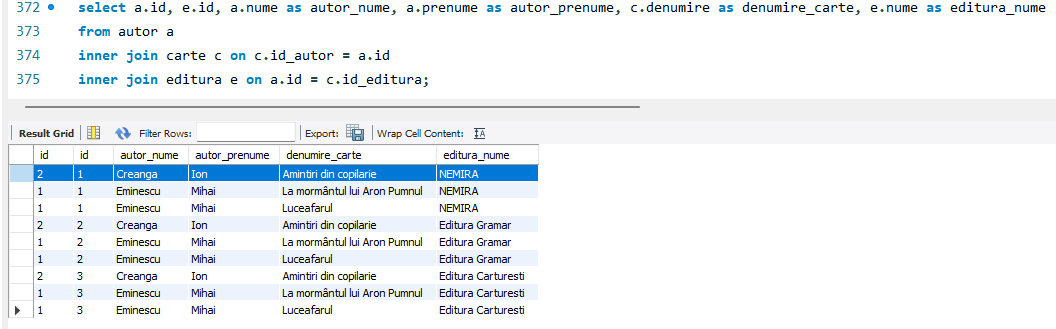 372 select a.id, e.id, a.nume as autor_nume, a.prenume as autor_prenume, c.denumire as denumire_carte, e.nume as editura_nume
373 from autor a
374 inner join carte c on c.id_autor = a.id
375 inner join editura e on a.id = c.id_editura;
Result Grid Filter Rows: Export: Wrap Cell Content:
id id autor_nume autor_prenume denumire_carte editura_nume
2 1 Creanga Ion Amintiri din copilarie NEMIRA
1 1 Eminescu Mihai La mormântul lui Aron Pumnul NEMIRA
1 1 Eminescu Mihai Luceafarul NEMIRA
2 2 Creanga Ion Amintiri din copilarie Editura Gramar
1 2 Eminescu Mihai La mormântul lui Aron Pumnul Editura Gramar
1 2 Eminescu Mihai Luceafarul Editura Gramar
2 3 Creanga Ion Amintiri din copilarie Editura Carturesti
1 3 Eminescu Mihai La mormântul lui Aron Pumnul Editura Carturesti
1 3 Eminescu Mihai Luceafarul Editura Carturesti